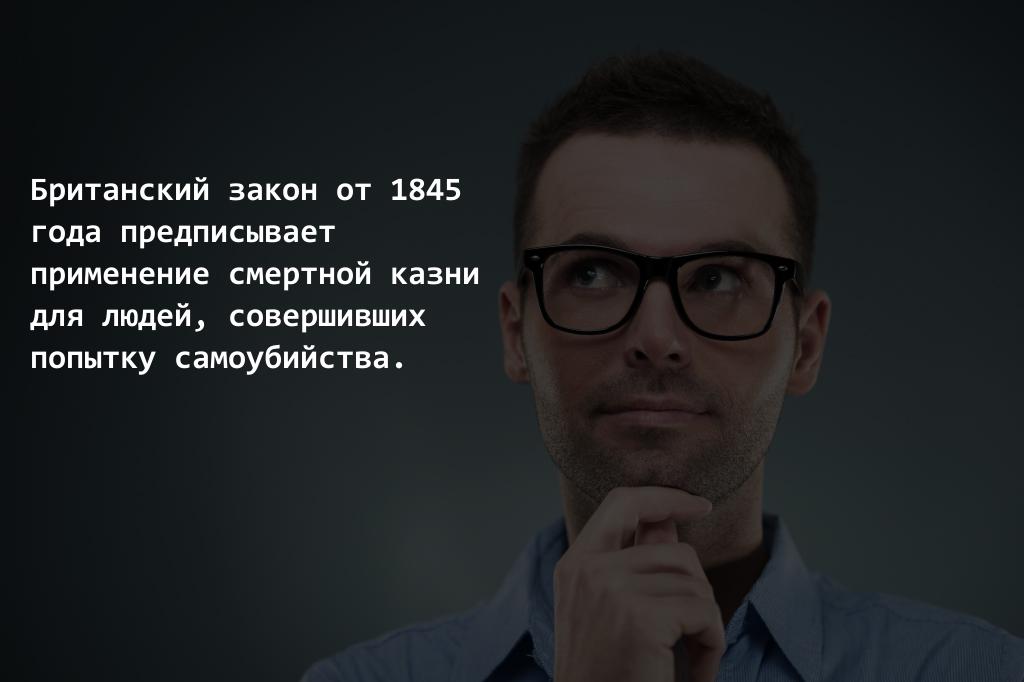 Британский закон от 1845
года предписывает
применение смертной казни
для людей, совершивших
попытку самоубийства.